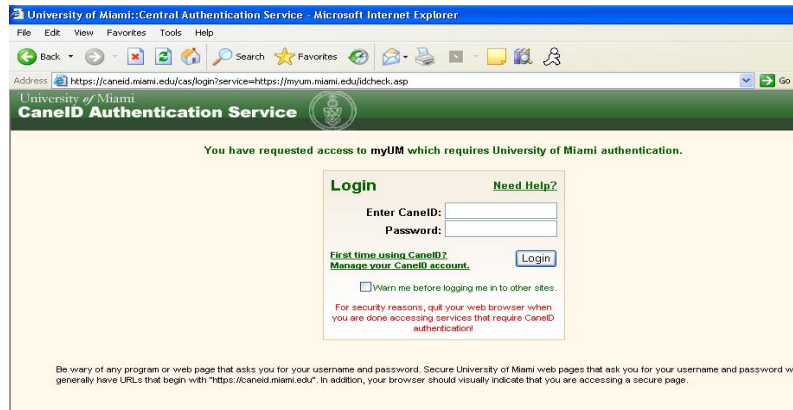 University of Miami::Central Authentication Service - Microsoft Internet Explorer
File Edit View Favorites Tools Help
Back Search Favorites
Address https://caneid.miami.edu/cas/login?service=https://myum.miami.edu/idcheck.asp Go
University of Miami
CaneID Authentication Service
You have requested access to myUM which requires University of Miami authentication.
Login Need Help?
Enter CaneID:
Password:
First time using CaneID?
Manage your CaneID account. Login
Warn me before logging me in to other sites.
For security reasons, quit your web browser when
you are done accessing services that require CaneID
authentication!
Be wary of any program or web page that asks you for your username and password. Secure University of Miami web pages that ask you for your username and password w
generally have URLs that begin with "https://caneid.miami.edu". In addition, your browser should visually indicate that you are accessing a secure page.